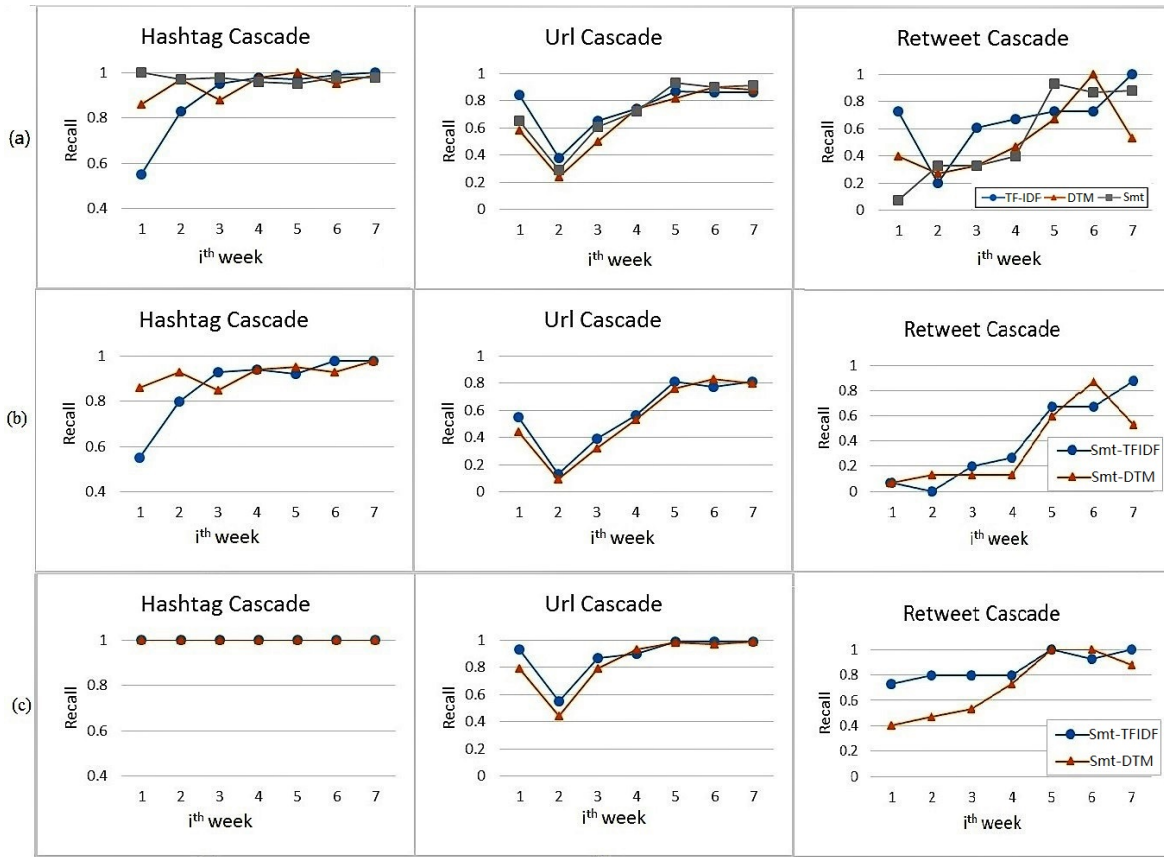 Hashtag Cascade
1
0.8
0.6
0.4
Recall
1 2 3 4 5 6 7
ith week
Url Cascade
1
0.8
0.6
0.4
0.2
0
Recall
1 2 3 4 5 6 7
ith week
Retweet Cascade
1
0.8
0.6
0.4
0.2
0
Recall
TF-IDF DTM Smt
1 2 3 4 5 6 7
ith week
(a)
Hashtag Cascade
1
0.8
0.6
0.4
Recall
1 2 3 4 5 6 7
ith week
Url Cascade
1
0.8
0.6
0.4
0.2
0
Recall
1 2 3 4 5 6 7
ith week
Retweet Cascade
1
0.8
0.6
0.4
0.2
0
Recall
Smt-TFIDF
Smt-DTM
1 2 3 4 5 6 7
ith week
(b)
Hashtag Cascade
1
0.8
0.6
0.4
Recall
1 2 3 4 5 6 7
ith week
Url Cascade
1
0.8
0.6
0.4
0.2
0
Recall
1 2 3 4 5 6 7
ith week
Retweet Cascade
1
0.8
0.6
0.4
0.2
0
Recall
Smt-TFIDF
Smt-DTM
1 2 3 4 5 6 7
ith week
(c)